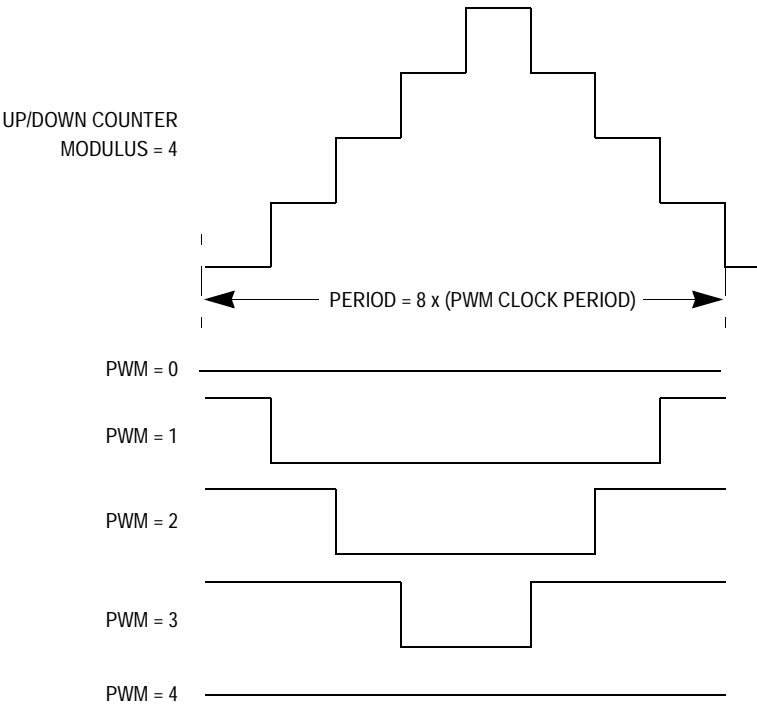 UP/DOWN COUNTER
MODULUS = 4
PERIOD = 8 x (PWM CLOCK PERIOD)
PWM = 0
PWM = 1
PWM = 2
PWM = 3
PWM = 4